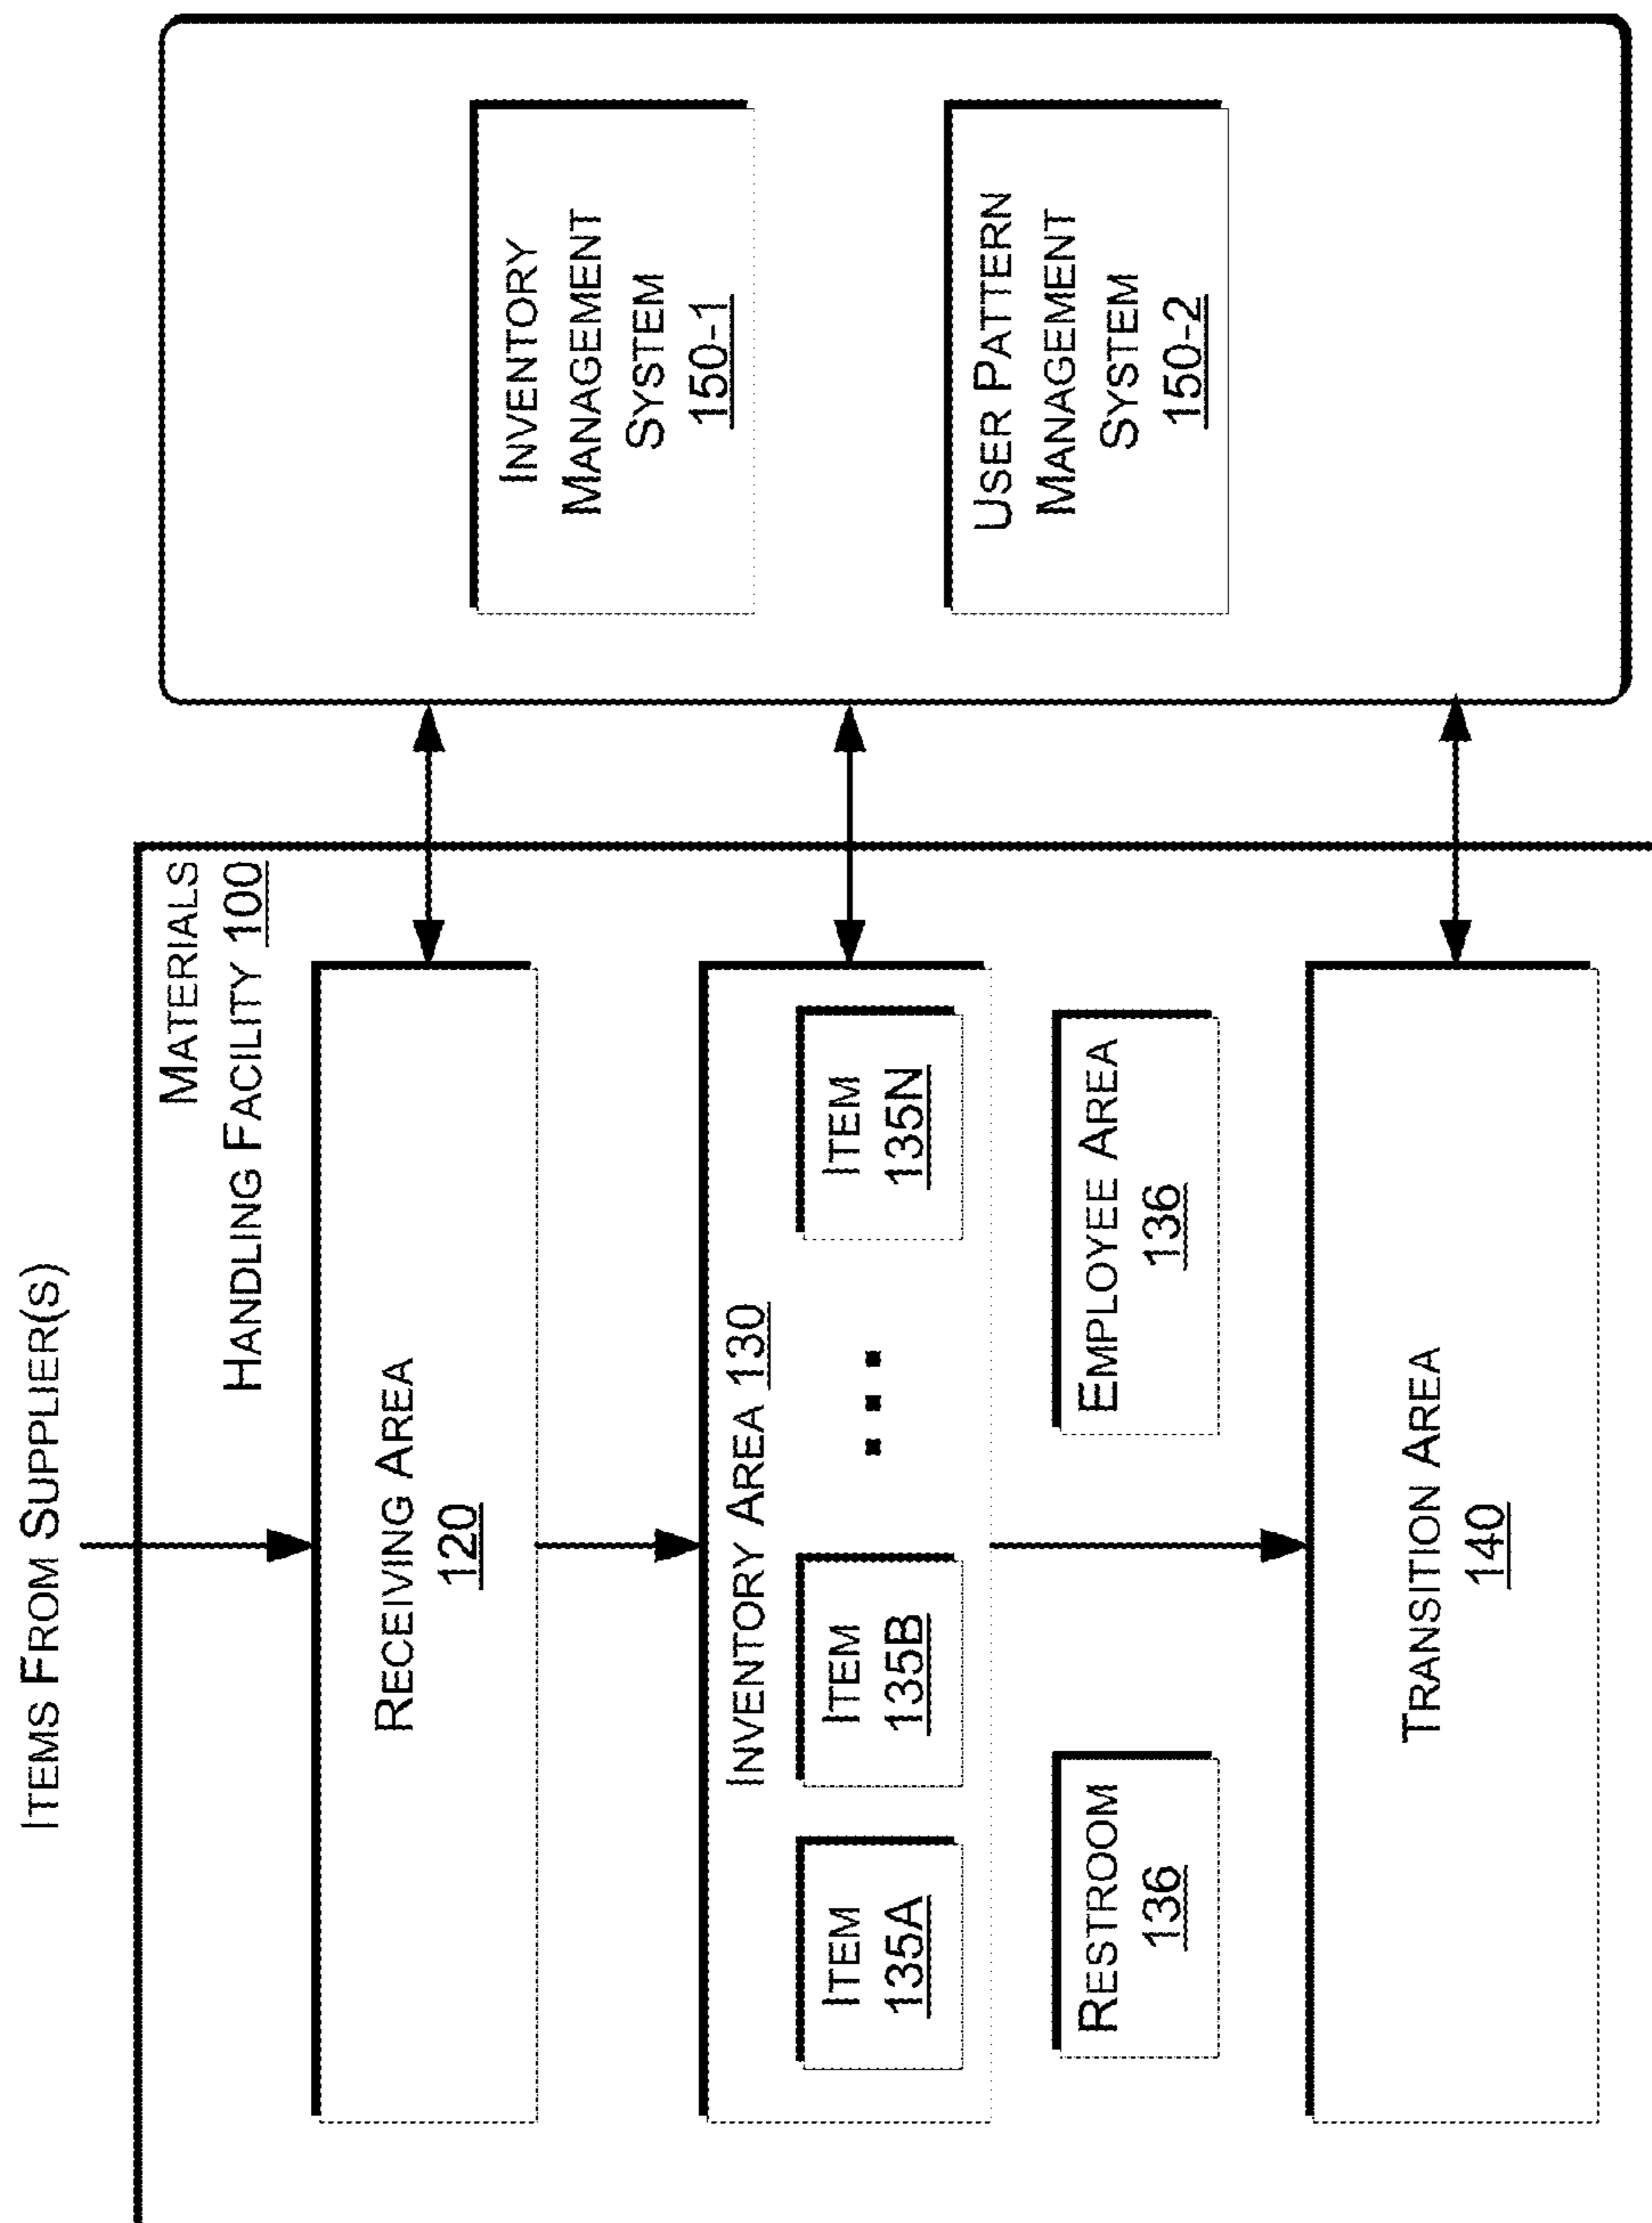 ITEMS FROM SUPPLIER(S)
MATERIALS
HANDLING FACILITY 100
RECEIVING AREA
120
INVENTORY AREA 130
ITEM
135A
ITEM
135B
ITEM
135N
RESTROOM
136
EMPLOYEE AREA
136
TRANSITION AREA
140
INVENTORY
MANAGEMENT
SYSTEM
150-1
USER PATTERN
MANAGEMENT
SYSTEM
150-2